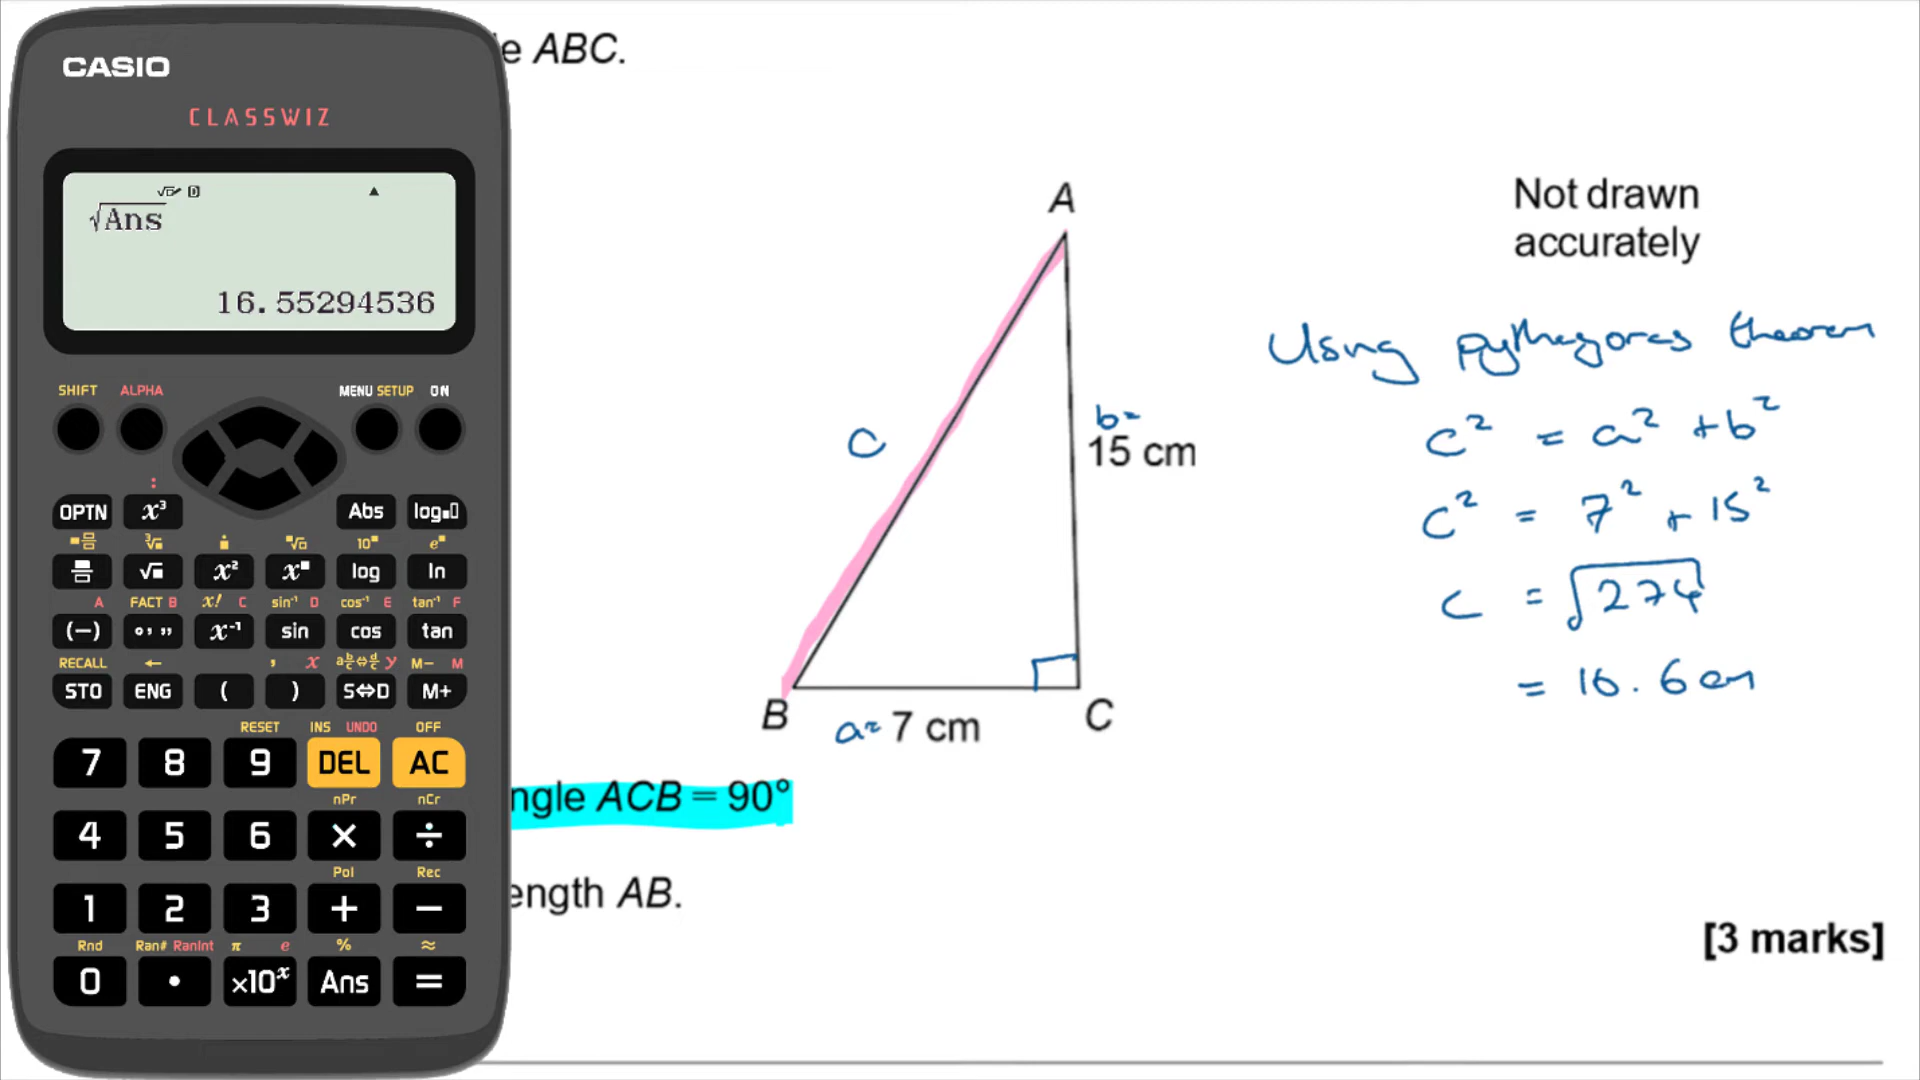 e ABC.
CASIO
CLASSWIZ
√Ans
16.55294536
A
Not drawn
accurately
Using pythagoras theorem
c
b=
15 cm
c² = a² + b²
c² = 7² + 15²
c = √274
= 16.6cm
B
a= 7 cm
C
ngle ACB = 90°
ength AB.
[3 marks]
SHIFT ALPHA MENU SETUP ON
:
OPTN x³ Abs log▪▯
▪▯/▯ ³√▪ ▪√▯ 10▪ e▪
√▪ x² x▪ log ln
A FACT B x! C sin⁻¹ D cos⁻¹ E tan⁻¹ F
(−) ° ’ ” x⁻¹ sin cos tan
RECALL ← , x a b/c⇔d/c y M− M
STO ENG ( ) S⇔D M+
RESET INS UNDO OFF
7 8 9 DEL AC
nPr nCr
4 5 6 × ÷
Pol Rec
1 2 3 + −
Rnd Ran# RanInt π e % ≈
0 • ×10ˣ Ans =